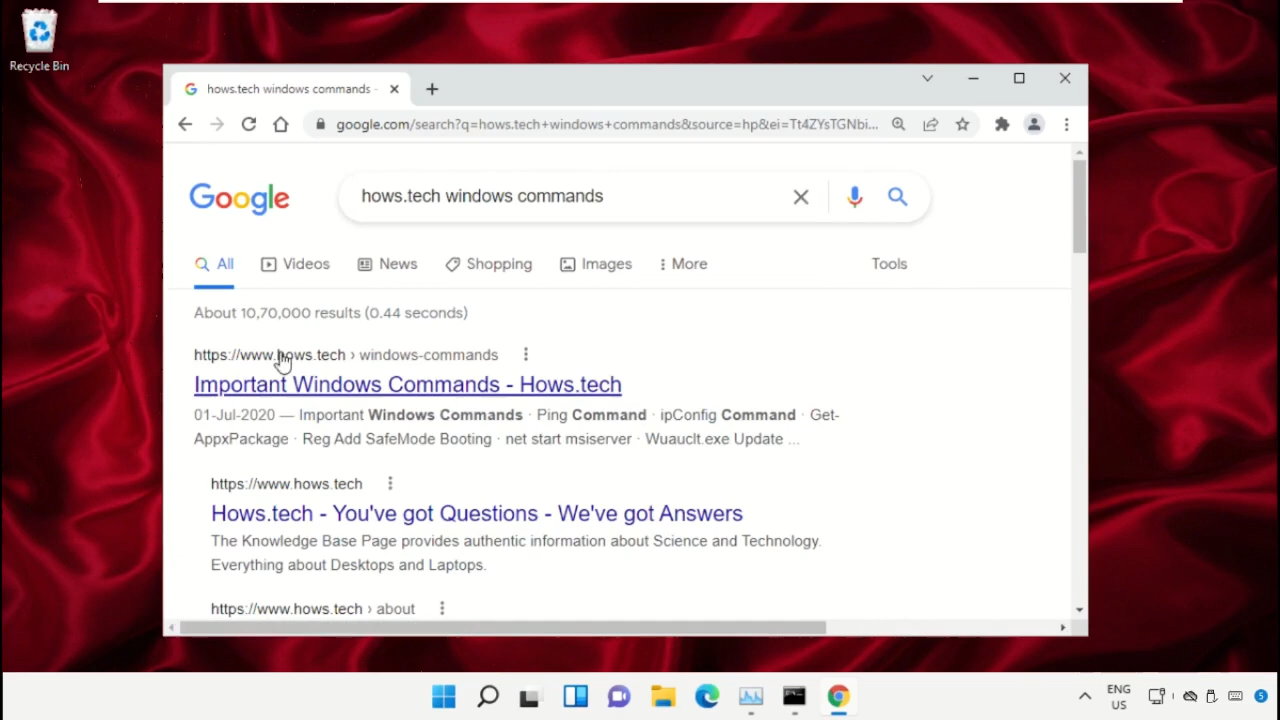 Recycle Bin
hows.tech windows commands -
google.com/search?q=hows.tech+windows+commands&source=hp&ei=Tt4ZYsTGNbi...
Google
hows.tech windows commands
All Videos News Shopping Images More Tools
About 10,70,000 results (0.44 seconds)
https://www.hows.tech › windows-commands
Important Windows Commands - Hows.tech
01-Jul-2020 — Important Windows Commands · Ping Command · ipConfig Command · Get-
AppxPackage · Reg Add SafeMode Booting · net start msiserver · Wuauclt.exe Update ...
https://www.hows.tech
Hows.tech - You've got Questions - We've got Answers
The Knowledge Base Page provides authentic information about Science and Technology.
Everything about Desktops and Laptops.
https://www.hows.tech › about
ENG
US
5